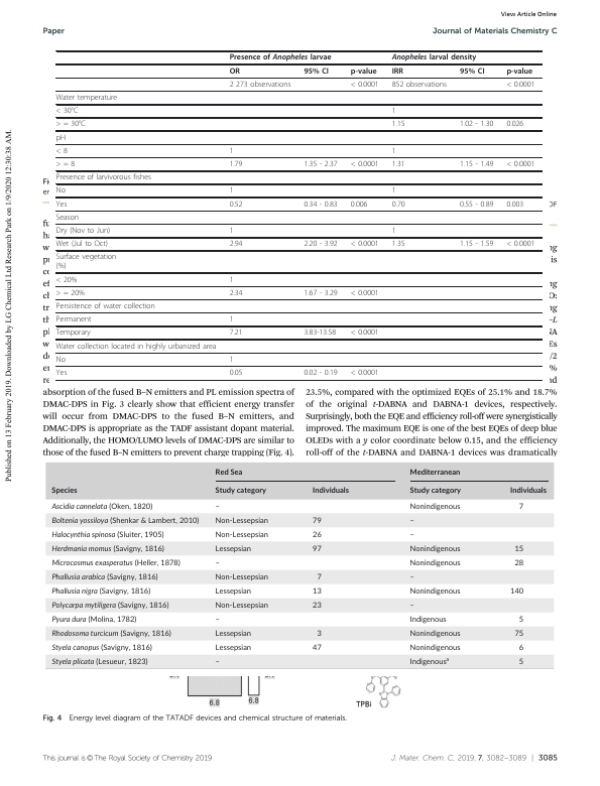 View Article Online
Paper
Journal of Materials Chemistry C
Published on 13 February 2019. Downloaded by LG Chemical Ltd Research Park on 1/9/2020 12:30:38 AM.
Presence of Anopheles larvae Anopheles larval density
OR 95% CI p-value IRR 95% CI p-value
2 273 observations < 0.0001 852 observations < 0.0001
Water temperature
< 30°C 1
> = 30°C 1.15 1.02 - 1.30 0.026
pH
< 8 1 1
> = 8 1.79 1.35 - 2.37 < 0.0001 1.31 1.15 - 1.49 < 0.0001
Presence of larvivorous fishes
No 1 1
Yes 0.52 0.34 - 0.83 0.006 0.70 0.55 - 0.89 0.003
Season
Dry (Nov to Jun) 1 1
Wet (Jul to Oct) 2.94 2.20 - 3.92 < 0.0001 1.35 1.15 - 1.59 < 0.0001
Surface vegetation
(%)
< 20% 1
> = 20% 2.34 1.67 - 3.29 < 0.0001
Persistence of water collection
Permanent 1
Temporary 7.21 3.83-13.58 < 0.0001
Water collection located in highly urbanized area
No 1
Yes 0.05 0.02 - 0.19 < 0.0001
absorption of the fused B–N emitters and PL emission spectra of
DMAC-DPS in Fig. 3 clearly show that efficient energy transfer
will occur from DMAC-DPS to the fused B–N emitters, and
DMAC-DPS is appropriate as the TADF assistant dopant material.
Additionally, the HOMO/LUMO levels of DMAC-DPS are similar to
those of the fused B–N emitters to prevent charge trapping (Fig. 4).
23.5%, compared with the optimized EQEs of 25.1% and 18.7%
of the original t-DABNA and DABNA-1 devices, respectively.
Surprisingly, both the EQE and efficiency roll-off were synergistically
improved. The maximum EQE is one of the best EQEs of deep blue
OLEDs with a y color coordinate below 0.15, and the efficiency
roll-off of the t-DABNA and DABNA-1 devices was dramatically
Red Sea Mediterranean
Species Study category Individuals Study category Individuals
Ascidia cannelata (Oken, 1820) – Nonindigenous 7
Boltenia yossiloya (Shenkar & Lambert, 2010) Non-Lessepsian 79 –
Halocynthia spinosa (Sluiter, 1905) Non-Lessepsian 26 –
Herdmania momus (Savigny, 1816) Lessepsian 97 Nonindigenous 15
Microcosmus exasperatus (Heller, 1878) – Nonindigenous 28
Phallusia arabica (Savigny, 1816) Non-Lessepsian 7 –
Phallusia nigra (Savigny, 1816) Lessepsian 13 Nonindigenous 140
Polycarpa mytiligera (Savigny, 1816) Non-Lessepsian 23 –
Pyura dura (Molina, 1782) – Indigenous 5
Rhodosoma turcicum (Savigny, 1816) Lessepsian 3 Nonindigenous 75
Styela canopus (Savigny, 1816) Lessepsian 47 Nonindigenous 6
Styela plicata (Lesueur, 1823) – Indigenousª 5
6.8 6.8
TPBi
Fig. 4 Energy level diagram of the TATADF devices and chemical structure of materials.
This journal is © The Royal Society of Chemistry 2019
J. Mater. Chem. C, 2019, 7, 3082–3089 | 3085